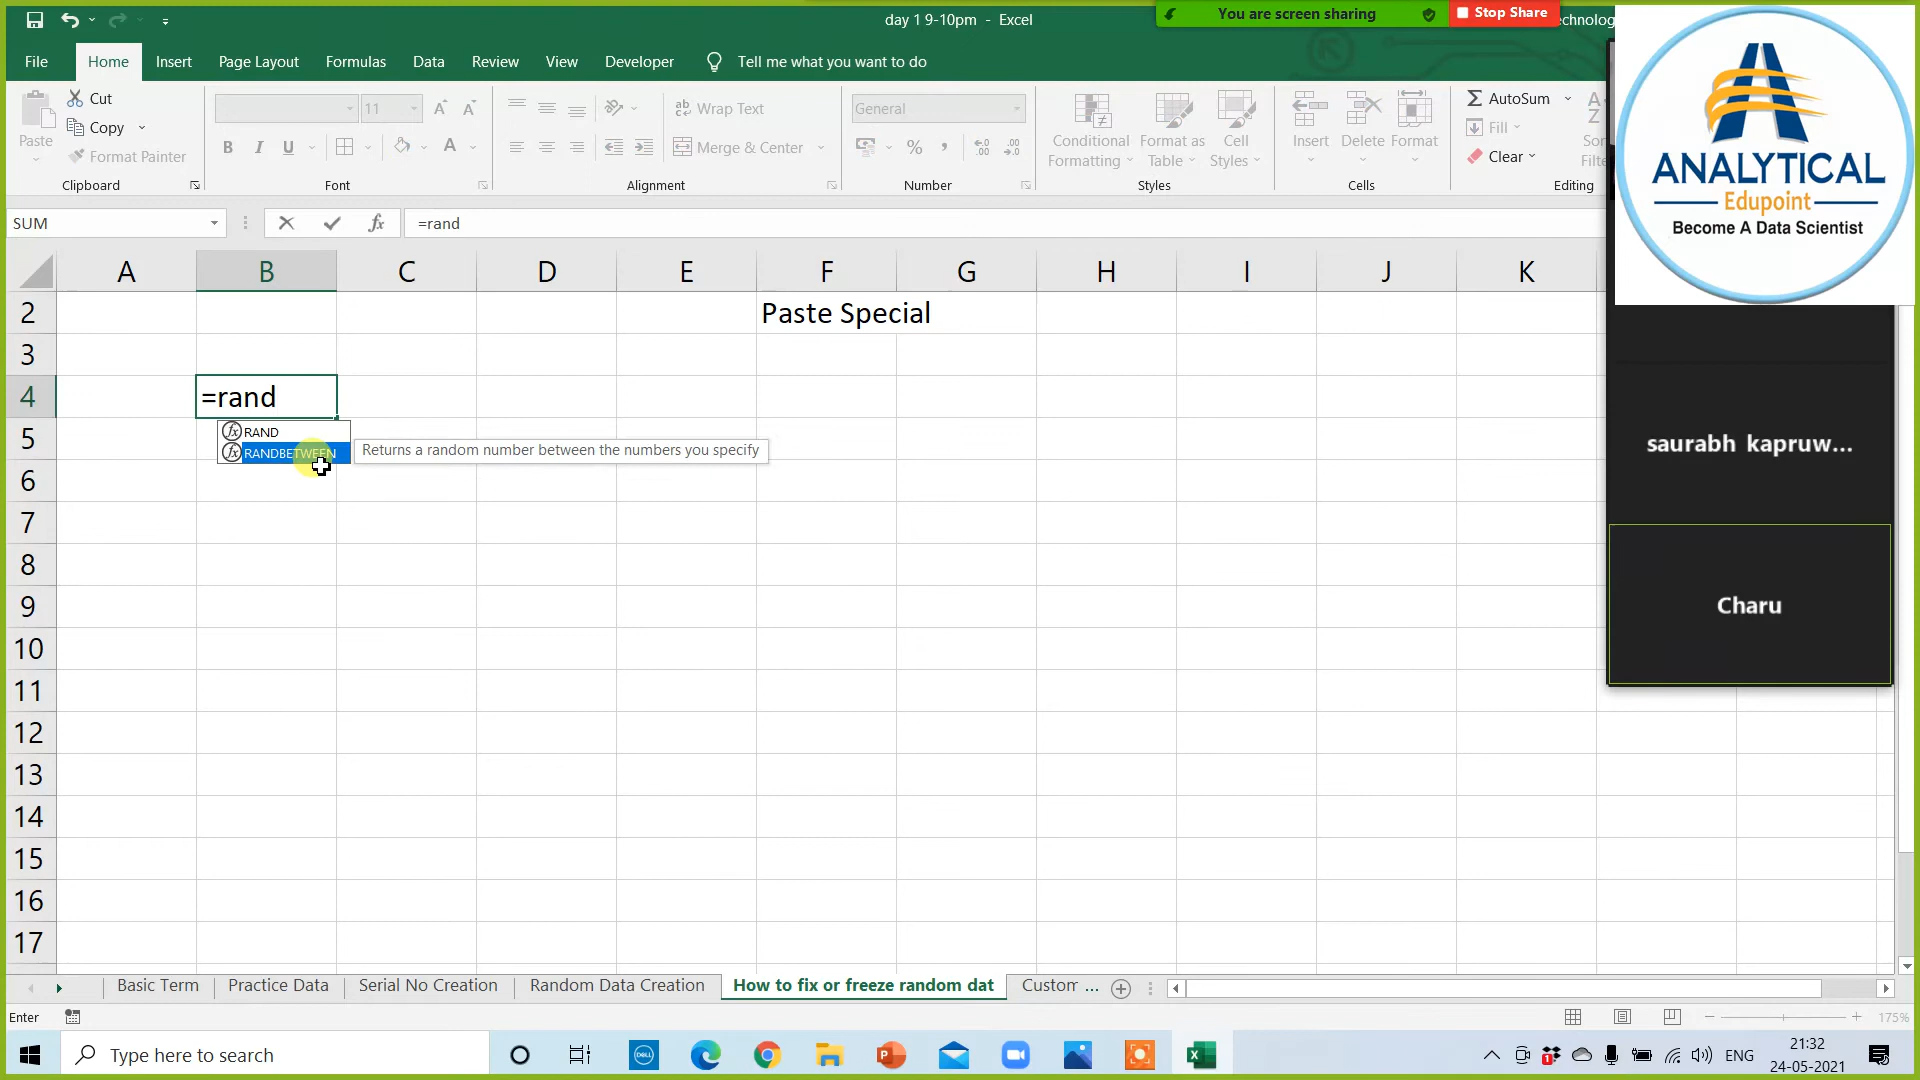 day 1 9-10pm - Excel
You are screen sharing
Stop Share
echnolog
File Home Insert Page Layout Formulas Data Review View Developer Tell me what you want to do
Cut
Copy
Format Painter
Paste
Clipboard
11
B I U
A
Font
ab Wrap Text
Merge & Center
Alignment
General
% ,
Number
Conditional Formatting
Format as Table
Cell Styles
Styles
Insert Delete Format
Cells
AutoSum
Fill
Clear
Editing
ANALYTICAL
Edupoint
Become A Data Scientist
SUM
fx
=rand
A B C D E F G H I J K
2 Paste Special
3
4 =rand
RAND
5 RANDBETWEEN Returns a random number between the numbers you specify
6
7
8
9
10
11
12
13
14
15
16
17
saurabh kapruw...
Charu
Basic Term Practice Data Serial No Creation Random Data Creation How to fix or freeze random dat Custom ...
Enter
175%
Type here to search
DELL
ENG
21:32
24-05-2021